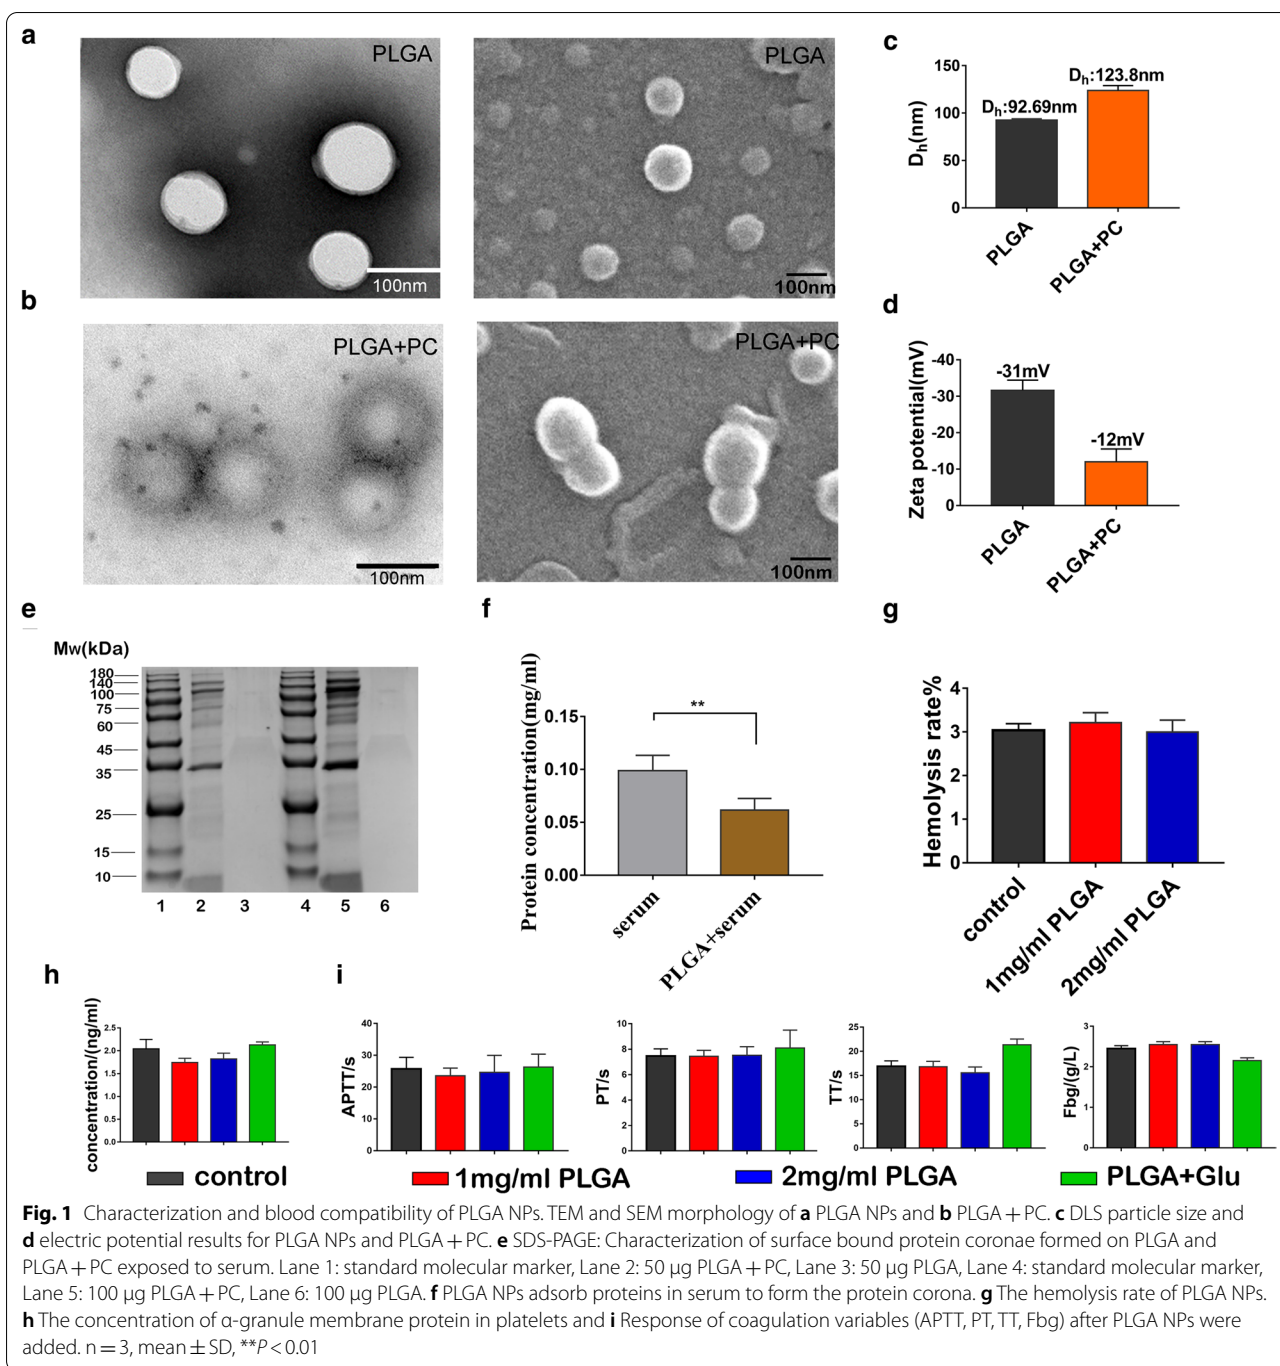 a
PLGA
100nm
PLGA
100nm
c
150
100
50
0
Dh(nm)
Dh:92.69nm
Dh:123.8nm
PLGA
PLGA+PC
b
PLGA+PC
100nm
PLGA+PC
100nm
d
-40
-30
-20
-10
0
Zeta potential(mV)
-31mV
-12mV
PLGA
PLGA+PC
e
Mw(kDa)
180
140
100
75
60
45
35
25
15
10
1 2 3 4 5 6
f
Protein concentration(mg/ml)
0.15
0.10
0.05
0.00
**
serum
PLGA+serum
g
Hemolysis rate%
4
3
2
1
0
control
1mg/ml PLGA
2mg/ml PLGA
h
concentration/(ng/ml)
2.5
2.0
1.5
1.0
0.5
0.0
i
APTT/s
40
30
20
10
0
PT/s
10
8
6
4
2
0
TT/s
25
20
15
10
5
0
Fbg/(g/L)
3
2
1
0
control 1mg/ml PLGA 2mg/ml PLGA PLGA+Glu
Fig. 1 Characterization and blood compatibility of PLGA NPs. TEM and SEM morphology of a PLGA NPs and b PLGA + PC. c DLS particle size and
d electric potential results for PLGA NPs and PLGA + PC. e SDS-PAGE: Characterization of surface bound protein coronae formed on PLGA and
PLGA + PC exposed to serum. Lane 1: standard molecular marker, Lane 2: 50 μg PLGA + PC, Lane 3: 50 μg PLGA, Lane 4: standard molecular marker,
Lane 5: 100 μg PLGA + PC, Lane 6: 100 μg PLGA. f PLGA NPs adsorb proteins in serum to form the protein corona. g The hemolysis rate of PLGA NPs.
h The concentration of α-granule membrane protein in platelets and i Response of coagulation variables (APTT, PT, TT, Fbg) after PLGA NPs were
added. n = 3, mean ± SD, **P < 0.01